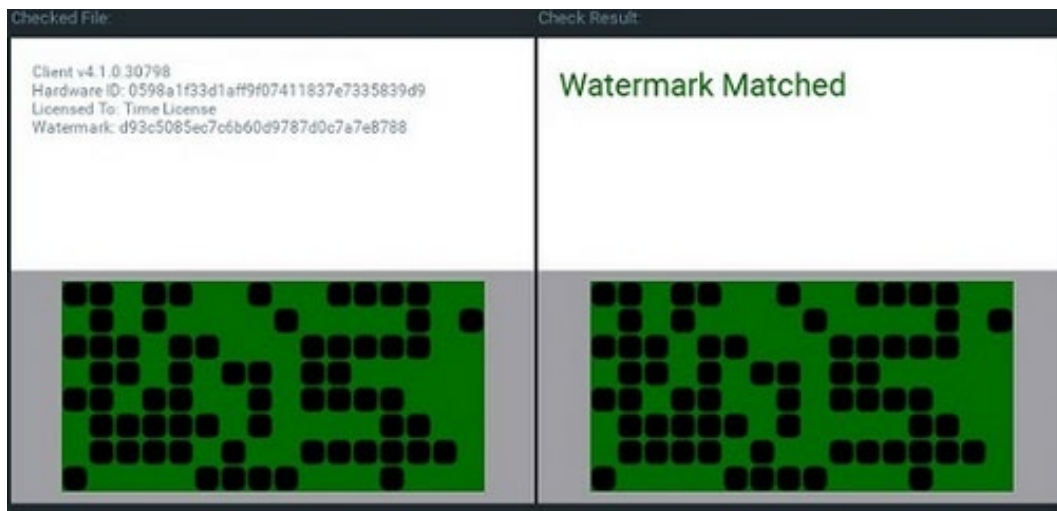 Checked File:
Check Result:
Client v4.1.0.30798
Hardware ID: 0598a1f33d1aff9f07411837e7335839d9
Licensed To: Time License
Watermark: d93c5085ec7c6b60d9787d0c7a7e8788
Watermark Matched